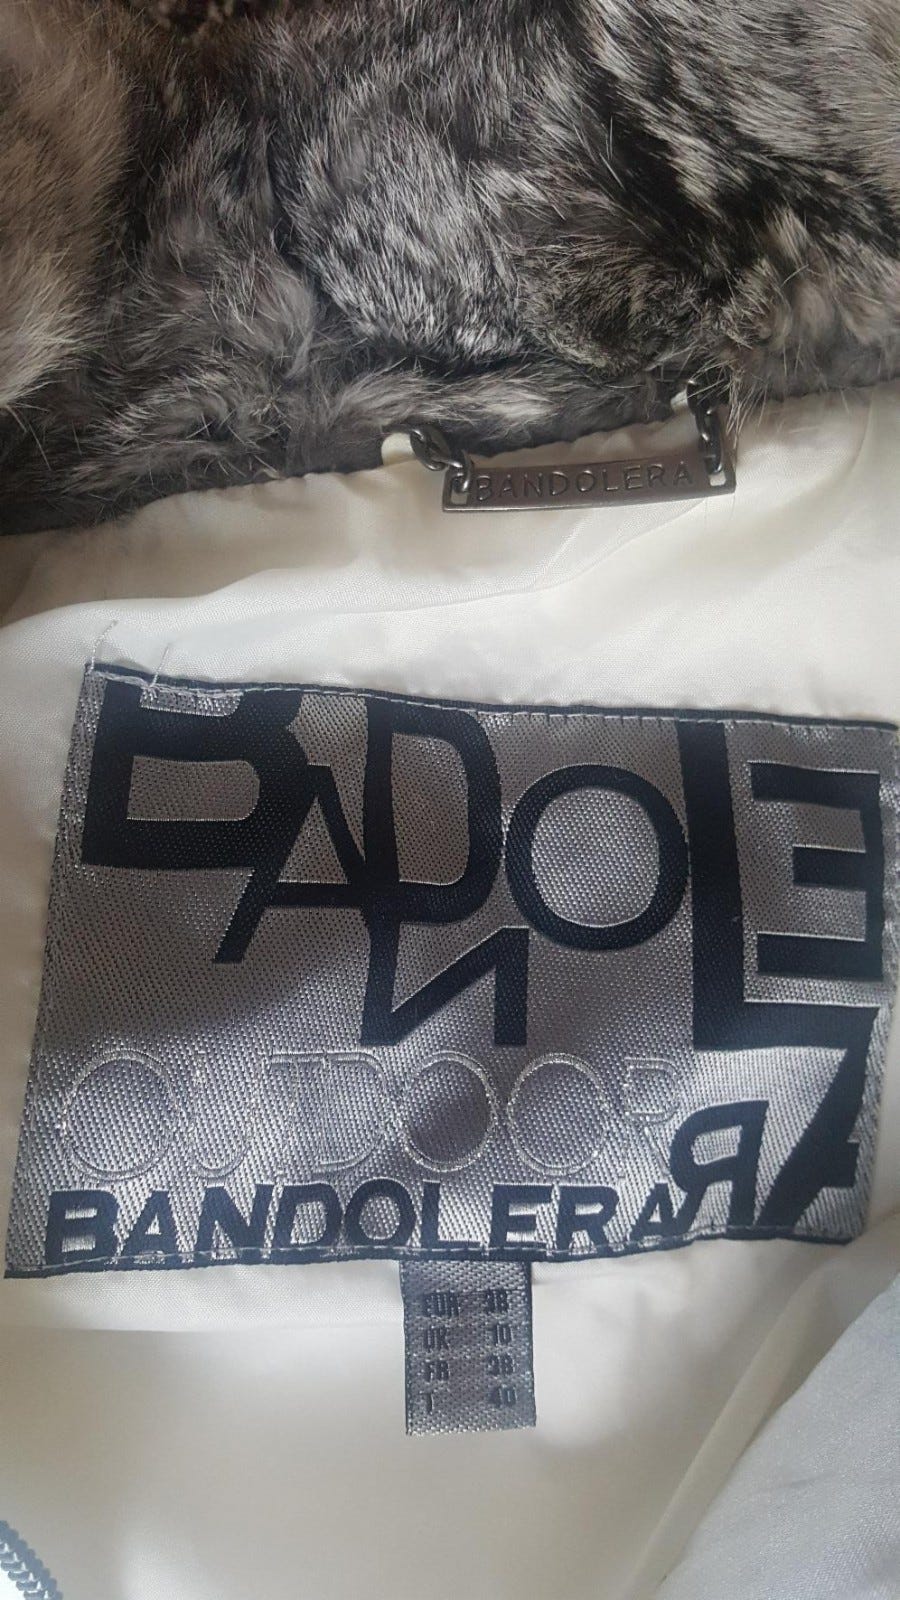 BANDOLERA
BANDOLERA
OUTDOOR
BANDOLERA
EUR 38
UK 10
FR 38
I 40